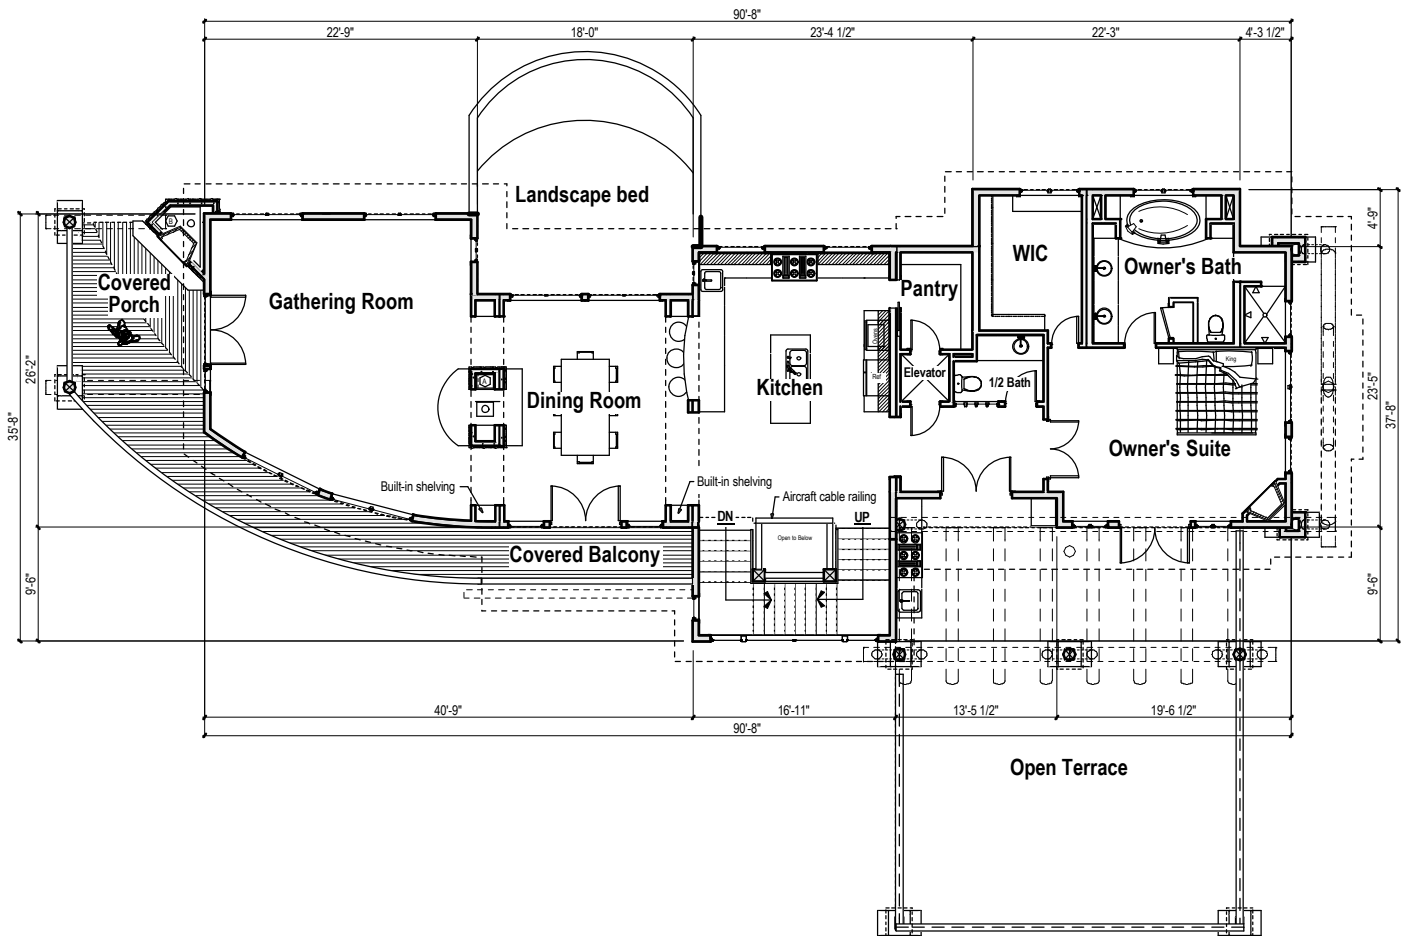 90'-8"
22'-9"
18'-0"
23'-4 1/2"
22'-3"
4'-3 1/2"
Landscape bed
4'-9"
B
WIC
Owner's Bath
Covered
Porch
Gathering Room
Pantry
Ovens
King
26'-2"
35'-8"
Elevator
Ref
1/2 Bath
Kitchen
A
Dining Room
23'-5"
37'-8"
Owner's Suite
Built-in shelving
Built-in shelving
Aircraft cable railing
DN
UP
Open to Below
Covered Balcony
9'-6"
9'-6"
40'-9"
16'-11"
13'-5 1/2"
19'-6 1/2"
90'-8"
Open Terrace